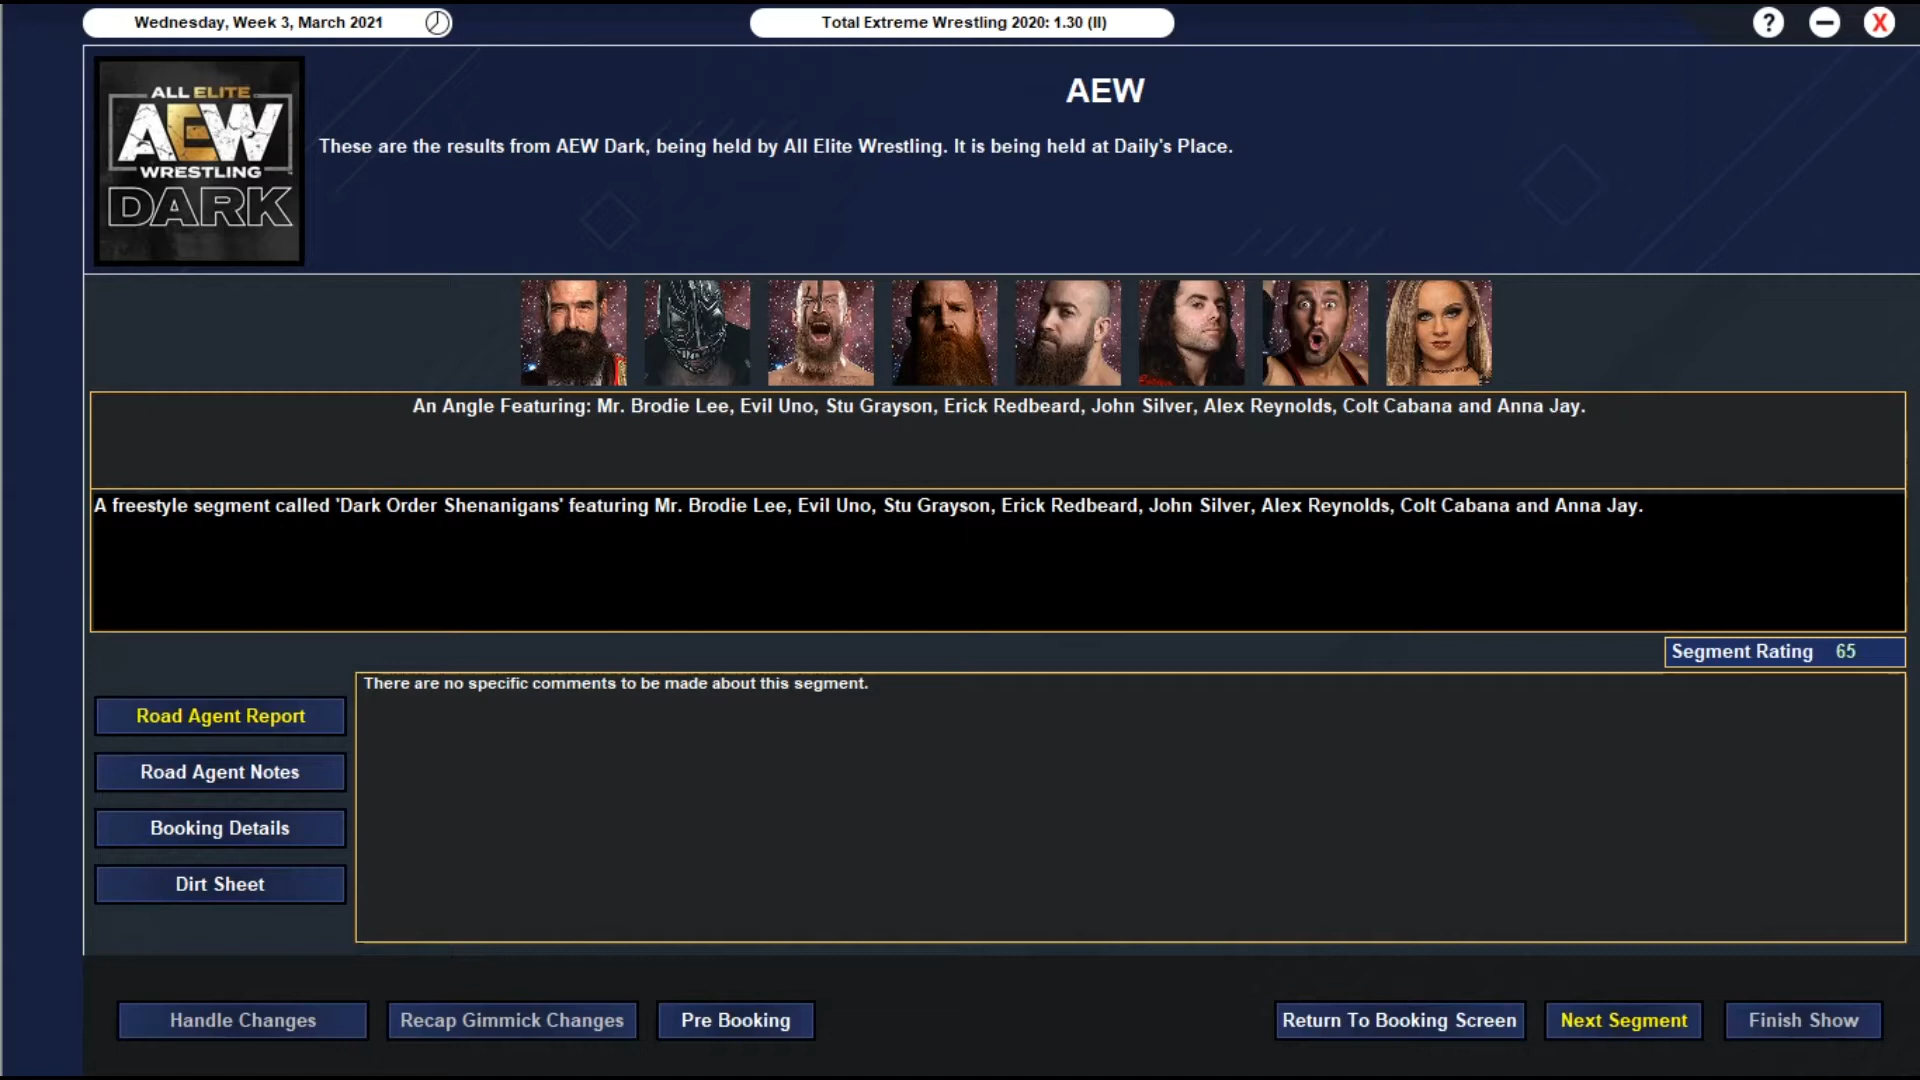 Wednesday, Week 3, March 2021
Total Extreme Wrestling 2020: 1.30 (II)
?
X
ALL ELITE
AEW
WRESTLING
DARK
AEW
These are the results from AEW Dark, being held by All Elite Wrestling. It is being held at Daily's Place.
An Angle Featuring: Mr. Brodie Lee, Evil Uno, Stu Grayson, Erick Redbeard, John Silver, Alex Reynolds, Colt Cabana and Anna Jay.
A freestyle segment called 'Dark Order Shenanigans' featuring Mr. Brodie Lee, Evil Uno, Stu Grayson, Erick Redbeard, John Silver, Alex Reynolds, Colt Cabana and Anna Jay.
Segment Rating 65
There are no specific comments to be made about this segment.
Road Agent Report
Road Agent Notes
Booking Details
Dirt Sheet
Handle Changes
Recap Gimmick Changes
Pre Booking
Return To Booking Screen
Next Segment
Finish Show